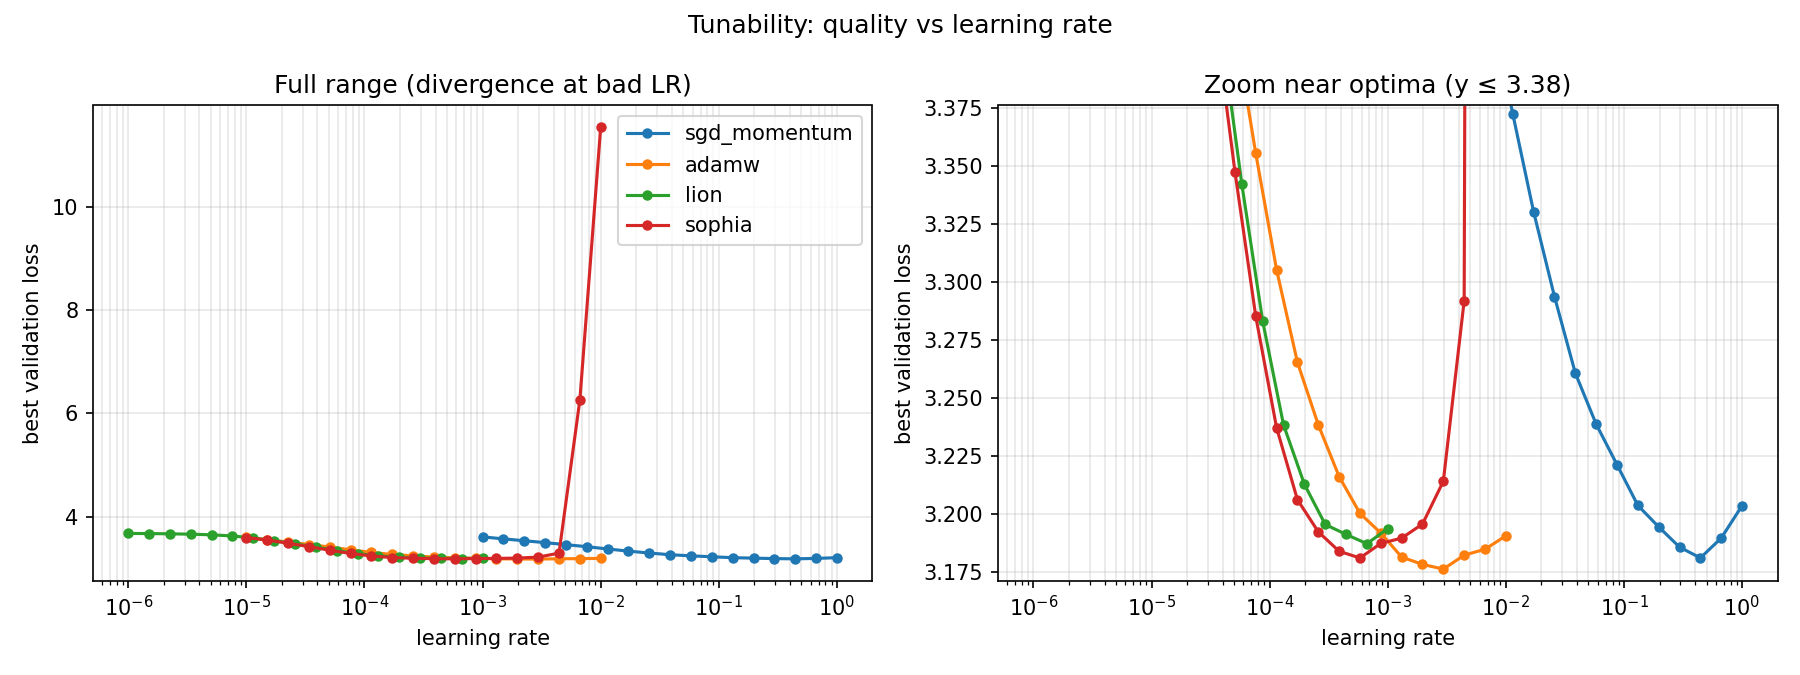 Tunability: quality vs learning rate
Full range (divergence at bad LR)
best validation loss
10
8
6
4
sgd_momentum
adamw
lion
sophia
10⁻⁶ 10⁻⁵ 10⁻⁴ 10⁻³ 10⁻² 10⁻¹ 10⁰
learning rate
Zoom near optima (y ≤ 3.38)
best validation loss
3.375
3.350
3.325
3.300
3.275
3.250
3.225
3.200
3.175
10⁻⁶ 10⁻⁵ 10⁻⁴ 10⁻³ 10⁻² 10⁻¹ 10⁰
learning rate